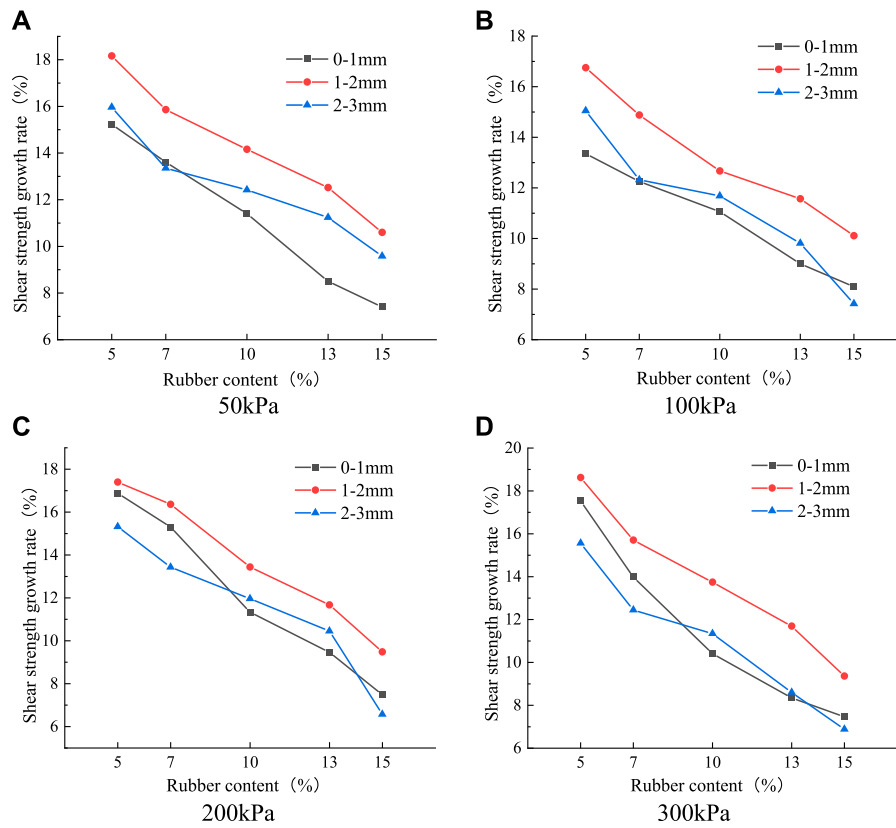 A
Shear strength growth rate（%）
18
16
14
12
10
8
6
0-1mm
1-2mm
2-3mm
5 7 10 13 15
Rubber content（%）
50kPa
B
Shear strength growth rate（%）
18
16
14
12
10
8
6
0-1mm
1-2mm
2-3mm
5 7 10 13 15
Rubber content（%）
100kPa
C
Shear strength growth rate（%）
18
16
14
12
10
8
6
0-1mm
1-2mm
2-3mm
5 7 10 13 15
Rubber content（%）
200kPa
D
Shear strength growth rate（%）
20
18
16
14
12
10
8
6
0-1mm
1-2mm
2-3mm
5 7 10 13 15
Rubber content（%）
300kPa